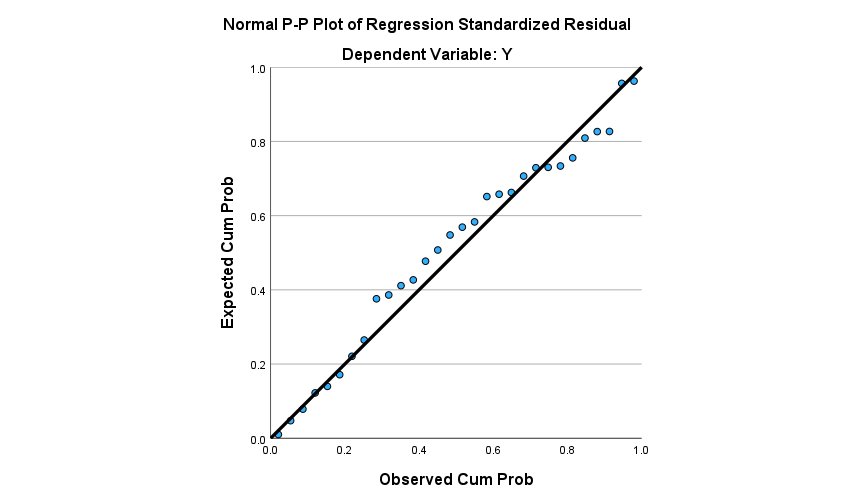 Normal P-P Plot of Regression Standardized Residual
Dependent Variable: Y
1.0
0.8
0.6
0.4
0.2
0.0
Expected Cum Prob
0.0 0.2 0.4 0.6 0.8 1.0
Observed Cum Prob